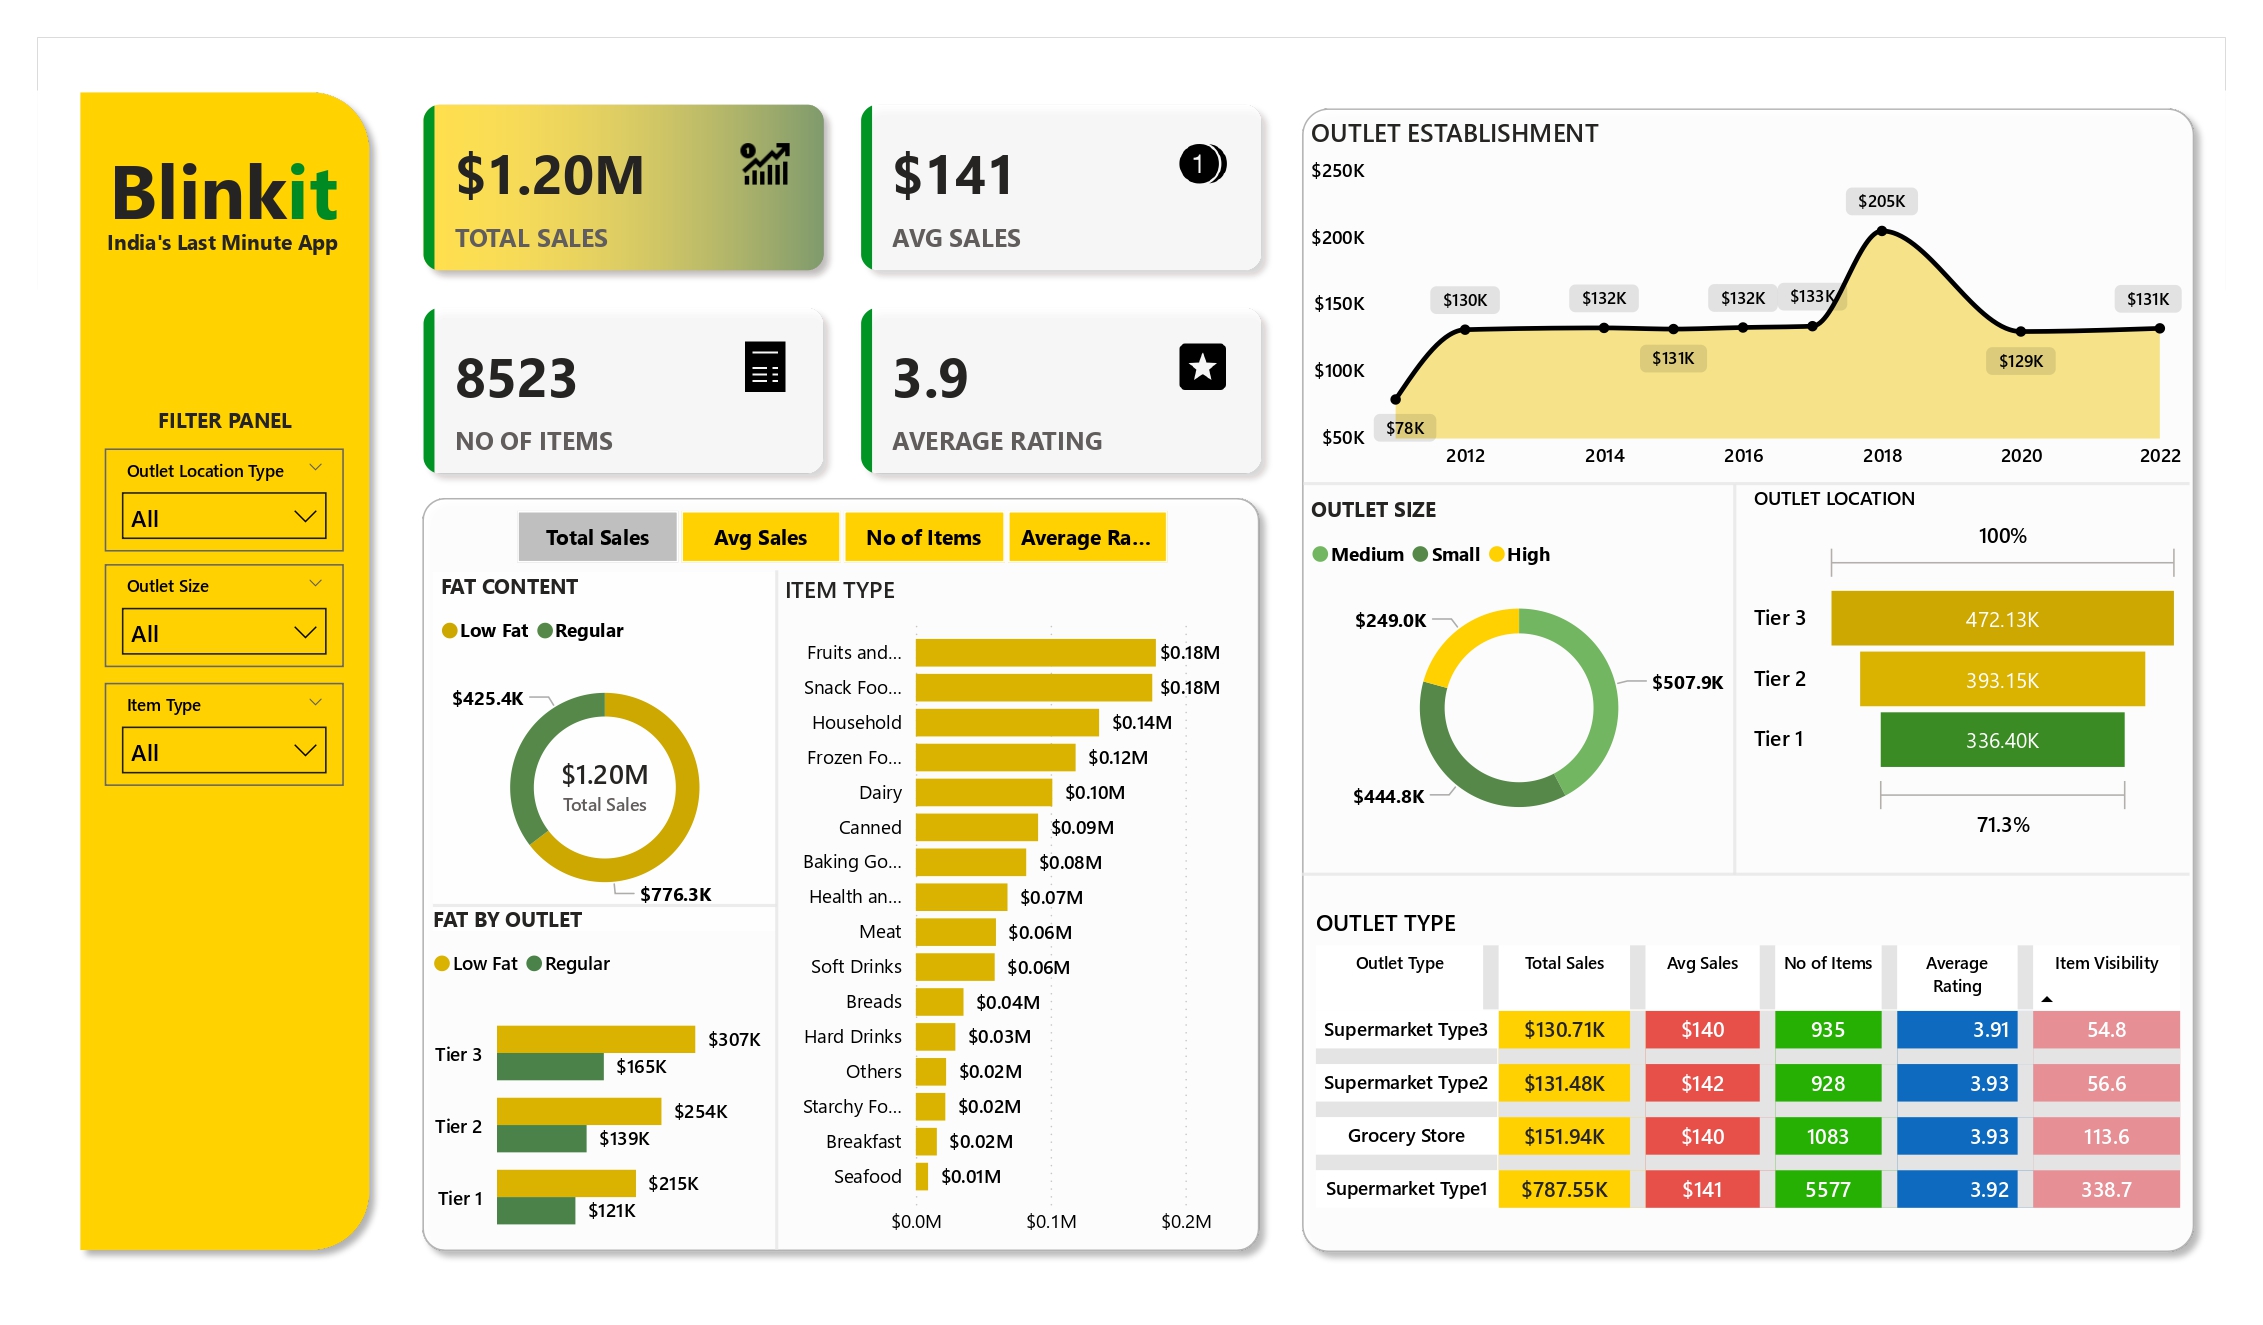 Blinkit
India's Last Minute App
FILTER PANEL
Outlet Location Type
All
Outlet Size
All
Item Type
All
$1.20M
TOTAL SALES
$141
AVG SALES
8523
NO OF ITEMS
3.9
AVERAGE RATING
Total Sales Avg Sales No of Items Average Ra...
FAT CONTENT
Low Fat Regular
$425.4K
$1.20M
Total Sales
$776.3K
FAT BY OUTLET
Low Fat Regular
Tier 3 $307K
$165K
Tier 2 $254K
$139K
Tier 1 $215K
$121K
ITEM TYPE
Fruits and... $0.18M
Snack Foo... $0.18M
Household $0.14M
Frozen Fo... $0.12M
Dairy $0.10M
Canned $0.09M
Baking Go... $0.08M
Health an... $0.07M
Meat $0.06M
Soft Drinks $0.06M
Breads $0.04M
Hard Drinks $0.03M
Others $0.02M
Starchy Fo... $0.02M
Breakfast $0.02M
Seafood $0.01M
$0.0M $0.1M $0.2M
OUTLET ESTABLISHMENT
$250K
$200K
$150K
$100K
$50K
$78K $130K $132K $131K $132K $133K $205K $129K $131K
2012 2014 2016 2018 2020 2022
OUTLET SIZE
Medium Small High
$249.0K
$507.9K
$444.8K
OUTLET LOCATION
100%
Tier 3 472.13K
Tier 2 393.15K
Tier 1 336.40K
71.3%
OUTLET TYPE
Outlet Type Total Sales Avg Sales No of Items Average Rating Item Visibility
Supermarket Type3 $130.71K $140 935 3.91 54.8
Supermarket Type2 $131.48K $142 928 3.93 56.6
Grocery Store $151.94K $140 1083 3.93 113.6
Supermarket Type1 $787.55K $141 5577 3.92 338.7